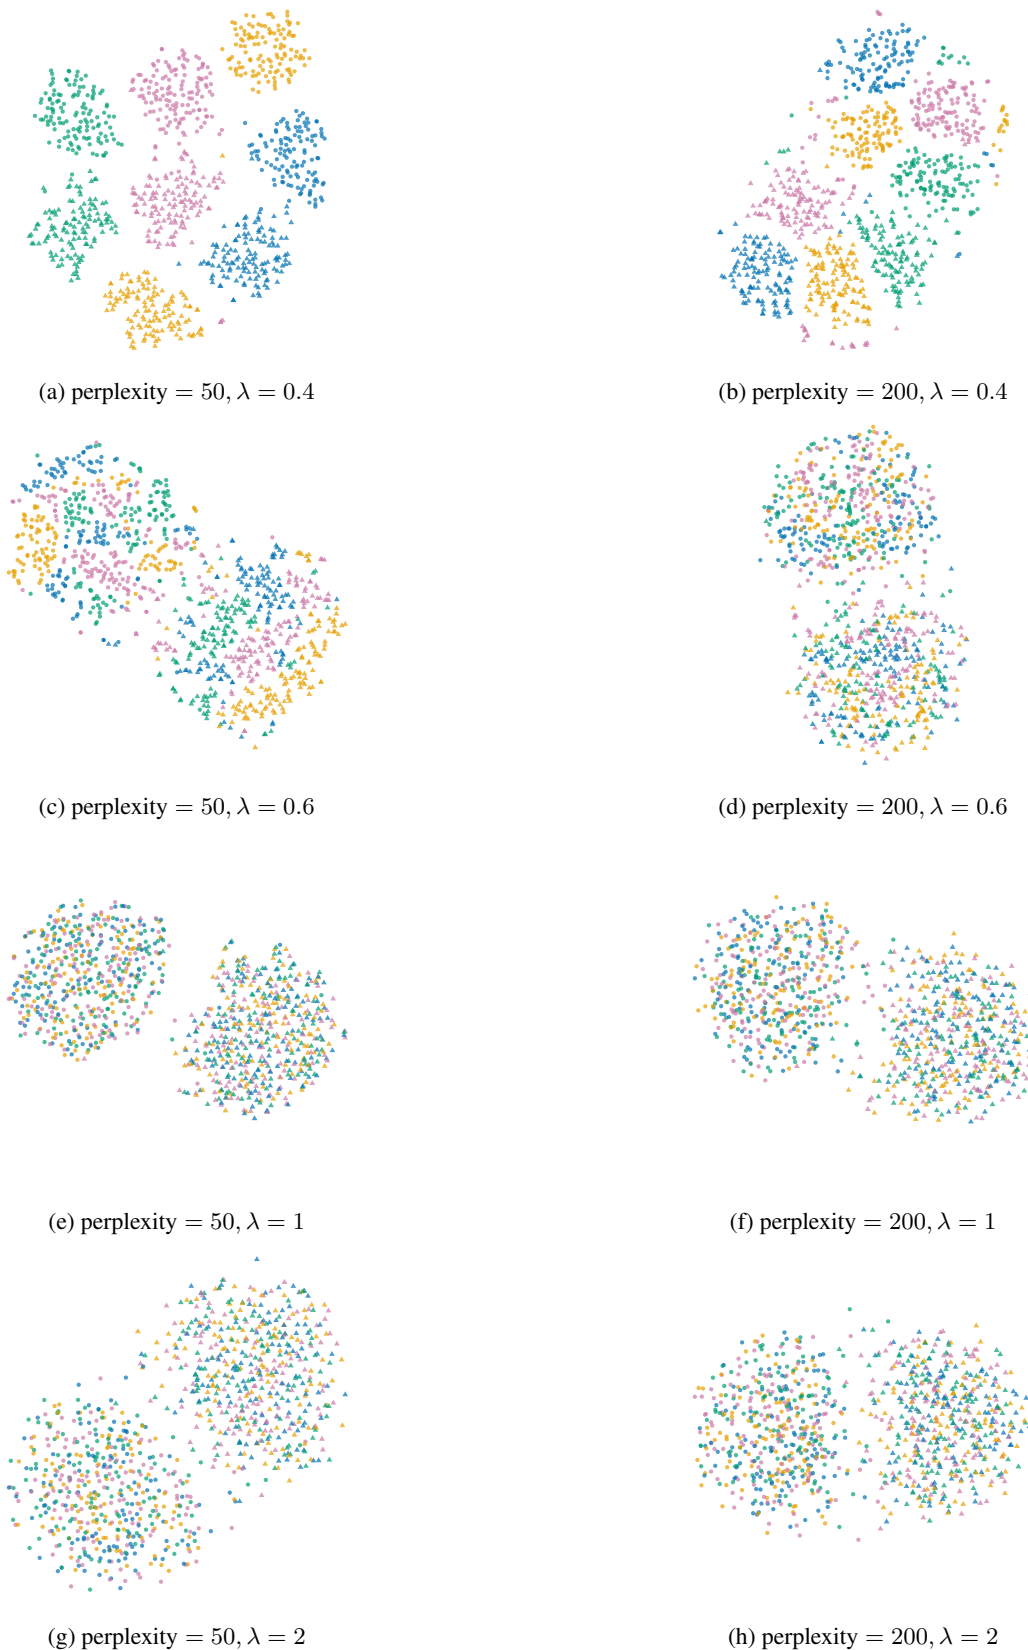 (a) perplexity = 50, λ = 0.4
(b) perplexity = 200, λ = 0.4
(c) perplexity = 50, λ = 0.6
(d) perplexity = 200, λ = 0.6
(e) perplexity = 50, λ = 1
(f) perplexity = 200, λ = 1
(g) perplexity = 50, λ = 2
(h) perplexity = 200, λ = 2